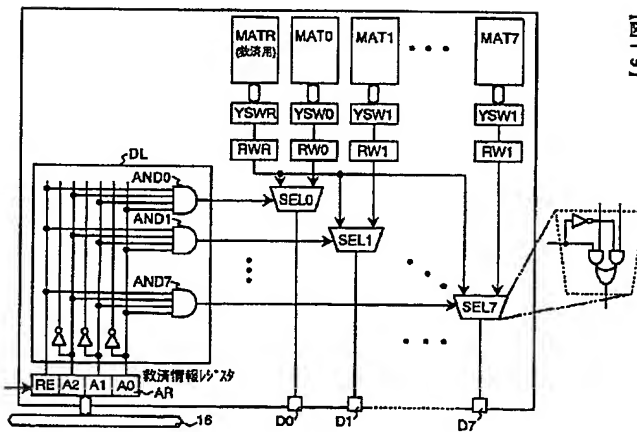 MATR
(救済用)
MAT0
MAT1
MAT7
YSWR
YSW0
YSW1
YSW1
RWR
RW0
RW1
RW1
DL
AND0
AND1
AND7
SEL0
SEL1
SEL7
救済情報レジスタ
RE A2 A1 A0
AR
16
D0
D1
D7